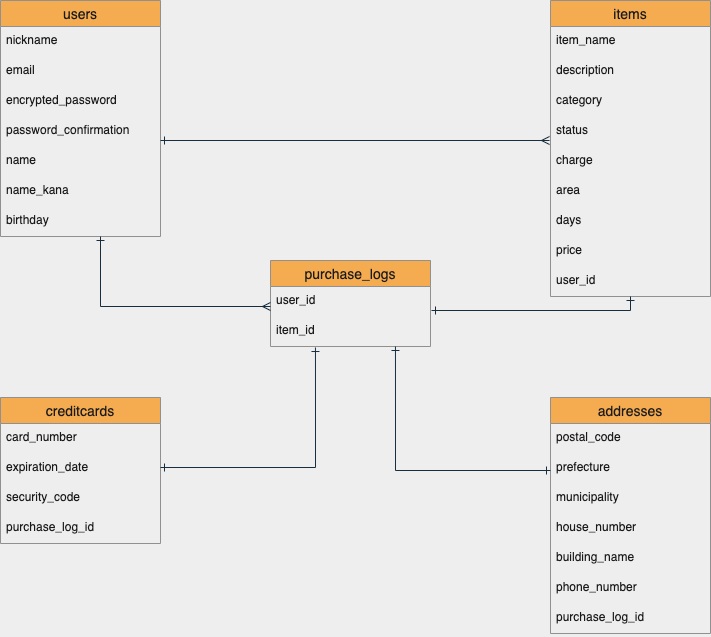 users
nickname
email
encrypted_password
password_confirmation
name
name_kana
birthday
items
item_name
description
category
status
charge
area
days
price
user_id
purchase_logs
user_id
item_id
creditcards
card_number
expiration_date
security_code
purchase_log_id
addresses
postal_code
prefecture
municipality
house_number
building_name
phone_number
purchase_log_id